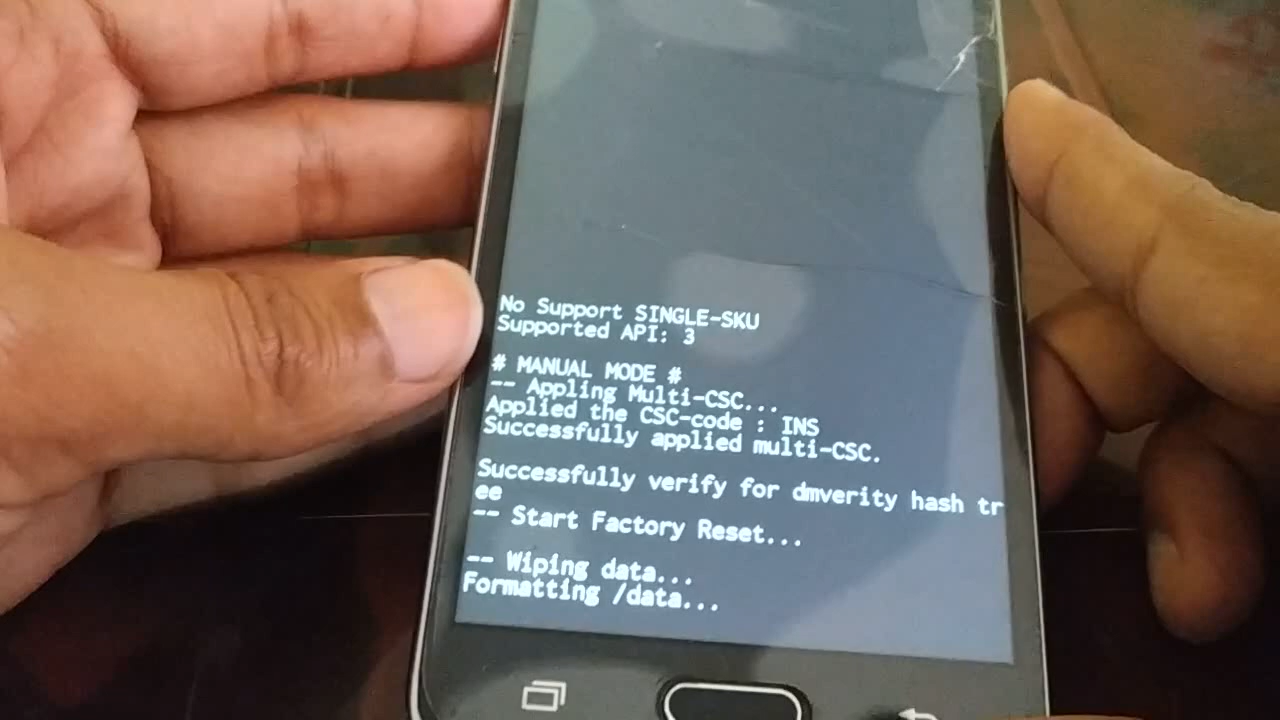 No Support SINGLE-SKU
Supported API: 3
# MANUAL MODE #
-- Appling Multi-CSC...
Applied the CSC-code : INS
Successfully applied multi-CSC.
Successfully verify for dmverity hash tr
ee
-- Start Factory Reset...
-- Wiping data...
Formatting /data...